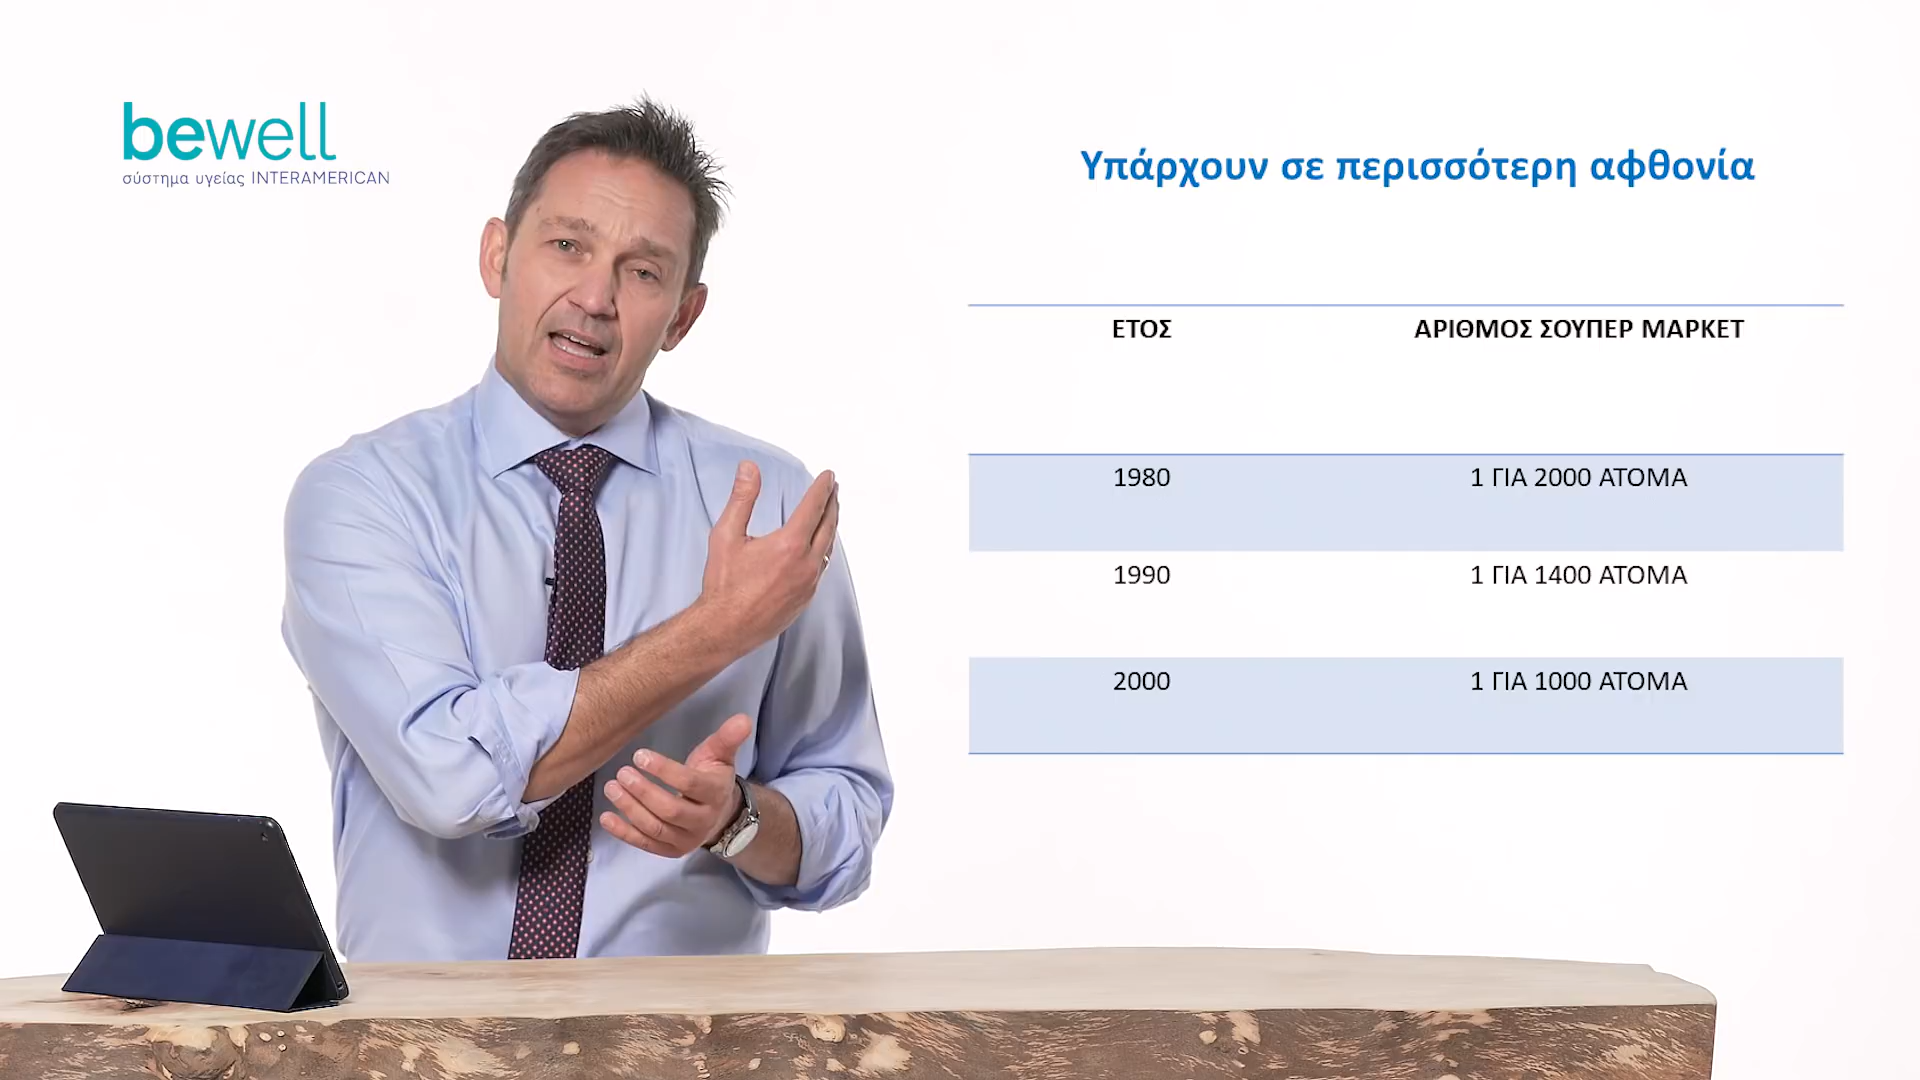 bewell
σύστημα υγείας INTERAMERICAN
Υπάρχουν σε περισσότερη αφθονία
ΕΤΟΣ ΑΡΙΘΜΟΣ ΣΟΥΠΕΡ ΜΑΡΚΕΤ
1980 1 ΓΙΑ 2000 ΑΤΟΜΑ
1990 1 ΓΙΑ 1400 ΑΤΟΜΑ
2000 1 ΓΙΑ 1000 ΑΤΟΜΑ